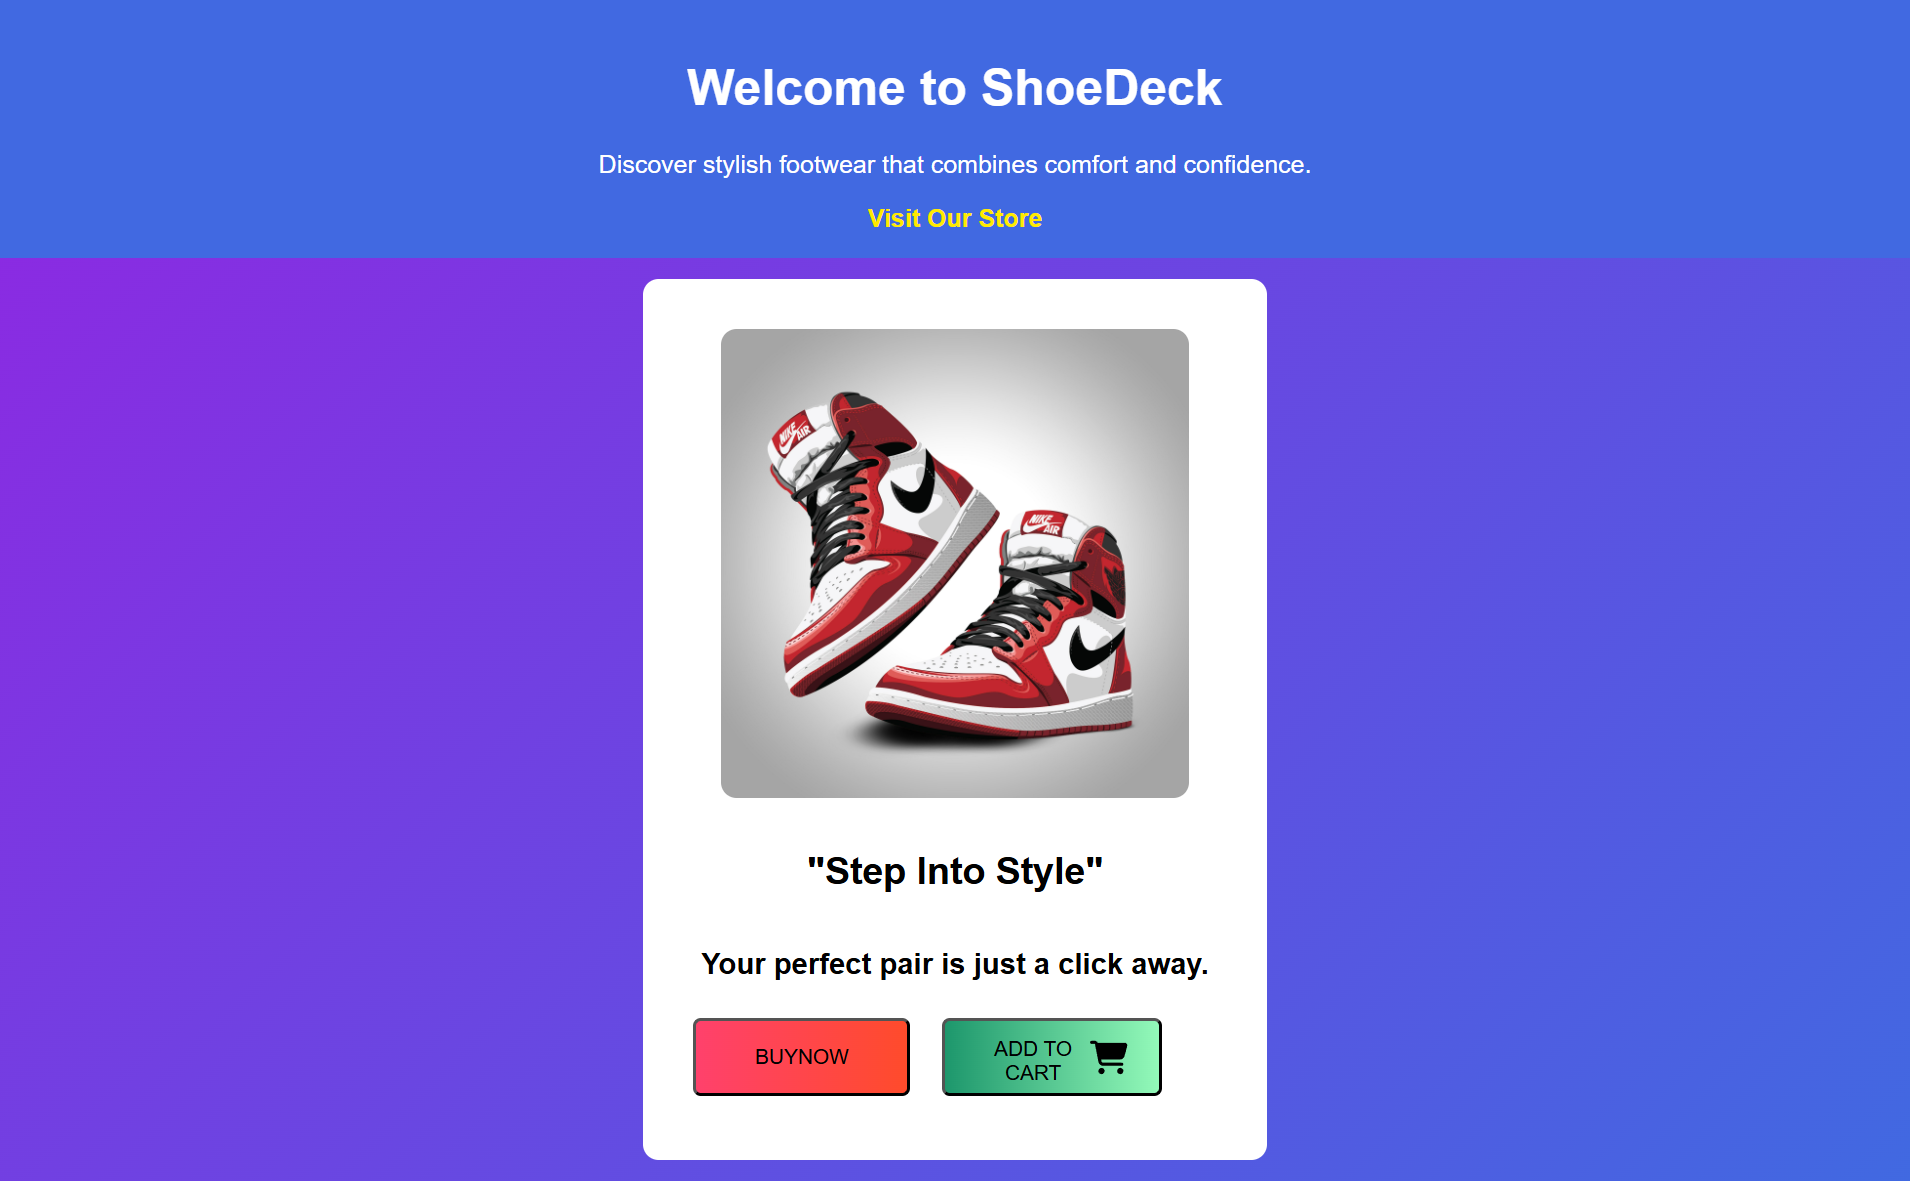 Welcome to ShoeDeck
Discover stylish footwear that combines comfort and confidence.
Visit Our Store
NIKE
AIR
NIKE
AIR
"Step Into Style"
Your perfect pair is just a click away.
BUYNOW
ADD TO
CART